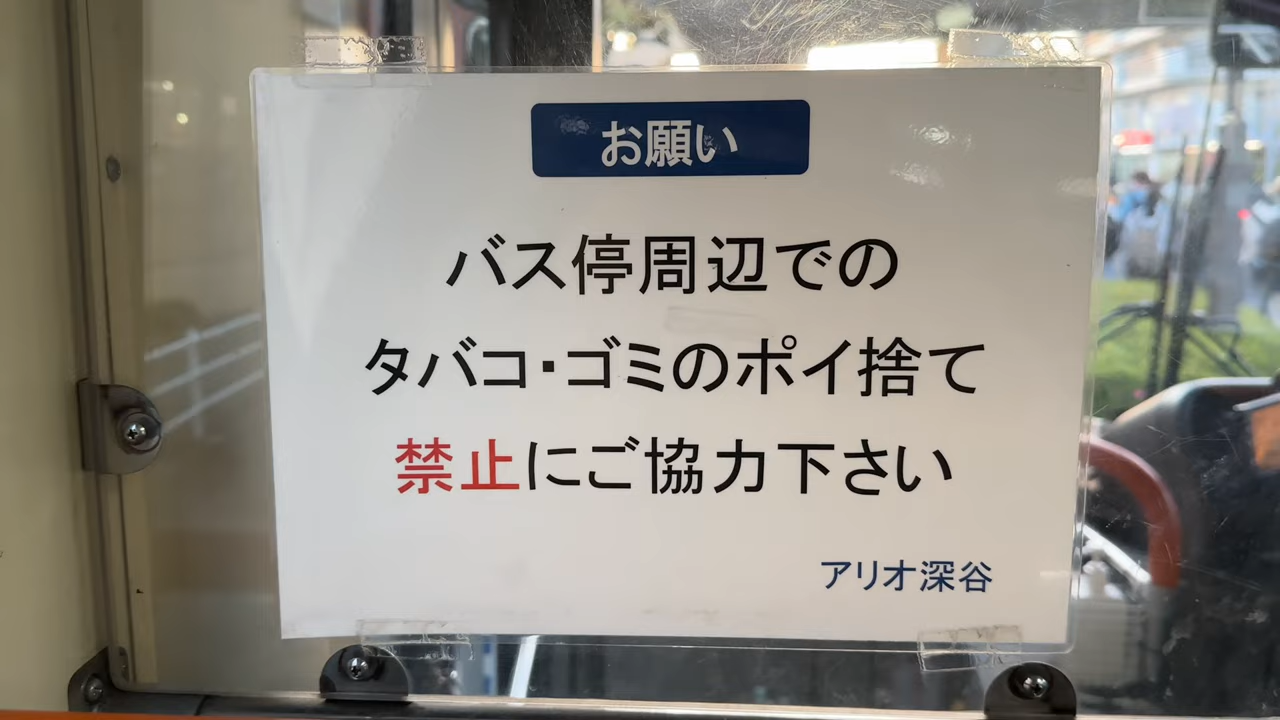 お願い
バス停周辺での
タバコ・ゴミのポイ捨て
禁止にご協力下さい
アリオ深谷